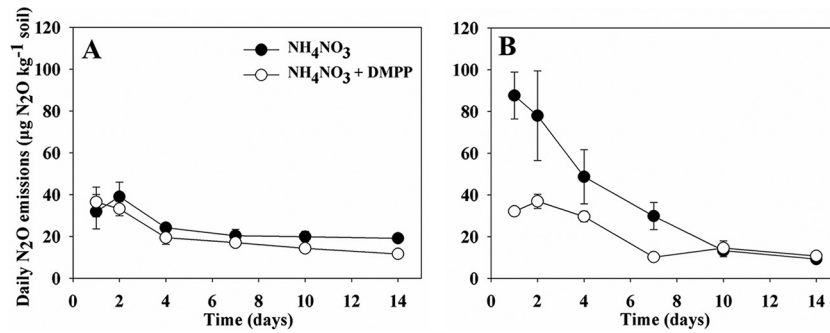 A
B
NH₄NO₃
NH₄NO₃ + DMPP
Daily N₂O emissions (µg N₂O kg⁻¹ soil)
120
100
80
60
40
20
0
0 2 4 6 8 10 12 14
Time (days)
120
100
80
60
40
20
0
0 2 4 6 8 10 12 14
Time (days)